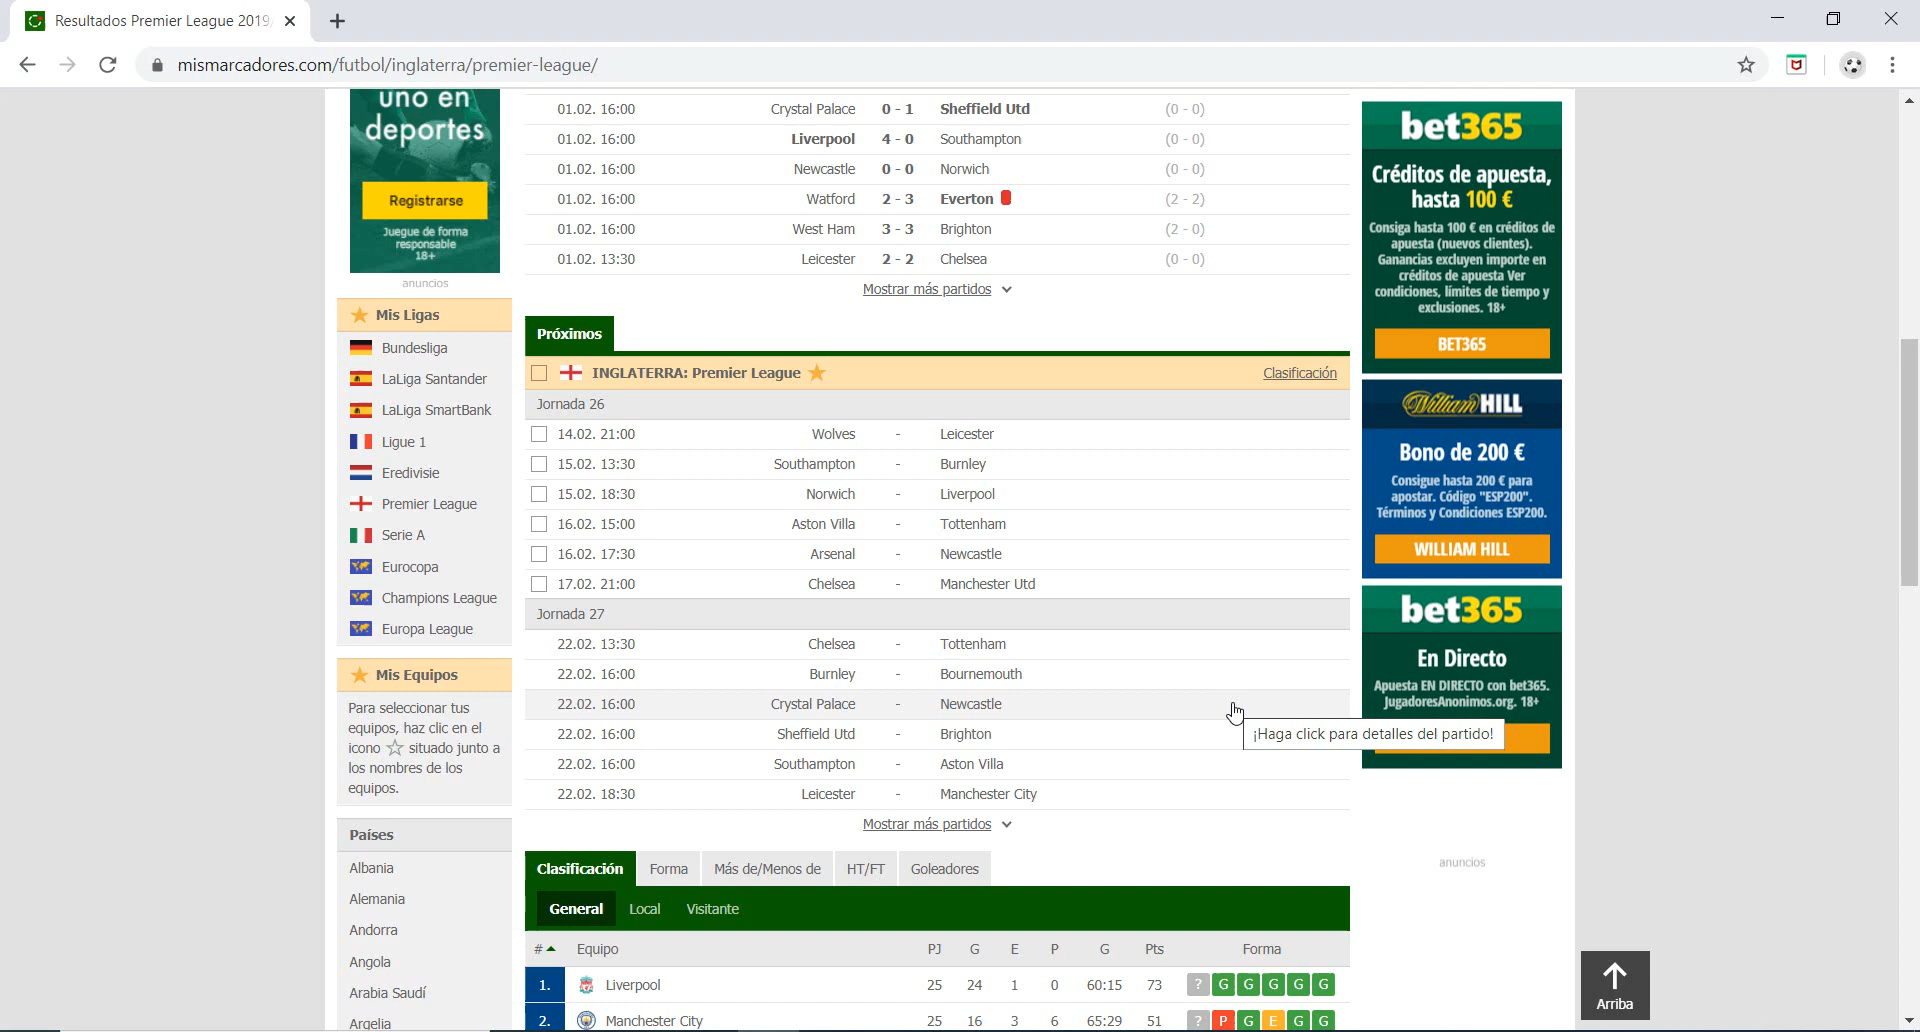 Resultados Premier League 2019
mismarcadores.com/futbol/inglaterra/premier-league/
uno en
deportes
Registrarse
Juegue de forma
responsable
18+
anuncios
Mis Ligas
Bundesliga
LaLiga Santander
LaLiga SmartBank
Ligue 1
Eredivisie
Premier League
Serie A
Eurocopa
Champions League
Europa League
Mis Equipos
Para seleccionar tus
equipos, haz clic en el
icono ☆ situado junto a
los nombres de los
equipos.
Países
Albania
Alemania
Andorra
Angola
Arabia Saudí
Argelia
01.02. 16:00 Crystal Palace 0 - 1 Sheffield Utd (0 - 0)
01.02. 16:00 Liverpool 4 - 0 Southampton (0 - 0)
01.02. 16:00 Newcastle 0 - 0 Norwich (0 - 0)
01.02. 16:00 Watford 2 - 3 Everton (2 - 2)
01.02. 16:00 West Ham 3 - 3 Brighton (2 - 0)
01.02. 13:30 Leicester 2 - 2 Chelsea (0 - 0)
Mostrar más partidos
Próximos
INGLATERRA: Premier League Clasificación
Jornada 26
14.02. 21:00 Wolves - Leicester
15.02. 13:30 Southampton - Burnley
15.02. 18:30 Norwich - Liverpool
16.02. 15:00 Aston Villa - Tottenham
16.02. 17:30 Arsenal - Newcastle
17.02. 21:00 Chelsea - Manchester Utd
Jornada 27
22.02. 13:30 Chelsea - Tottenham
22.02. 16:00 Burnley - Bournemouth
22.02. 16:00 Crystal Palace - Newcastle
22.02. 16:00 Sheffield Utd - Brighton
22.02. 16:00 Southampton - Aston Villa
22.02. 18:30 Leicester - Manchester City
Mostrar más partidos
Clasificación Forma Más de/Menos de HT/FT Goleadores
General Local Visitante
# Equipo PJ G E P G Pts Forma
1. Liverpool 25 24 1 0 60:15 73 ? G G G G G
2. Manchester City 25 16 3 6 65:29 51 ? P G E G G
bet365
Créditos de apuesta,
hasta 100 €
Consiga hasta 100 € en créditos de
apuesta (nuevos clientes).
Ganancias excluyen importe en
créditos de apuesta Ver
condiciones, límites de tiempo y
exclusiones. 18+
BET365
William HILL
Bono de 200 €
Consigue hasta 200 € para
apostar. Código "ESP200".
Términos y Condiciones ESP200.
WILLIAM HILL
bet365
En Directo
Apuesta EN DIRECTO con bet365.
JugadoresAnonimos.org. 18+
¡Haga click para detalles del partido!
anuncios
Arriba